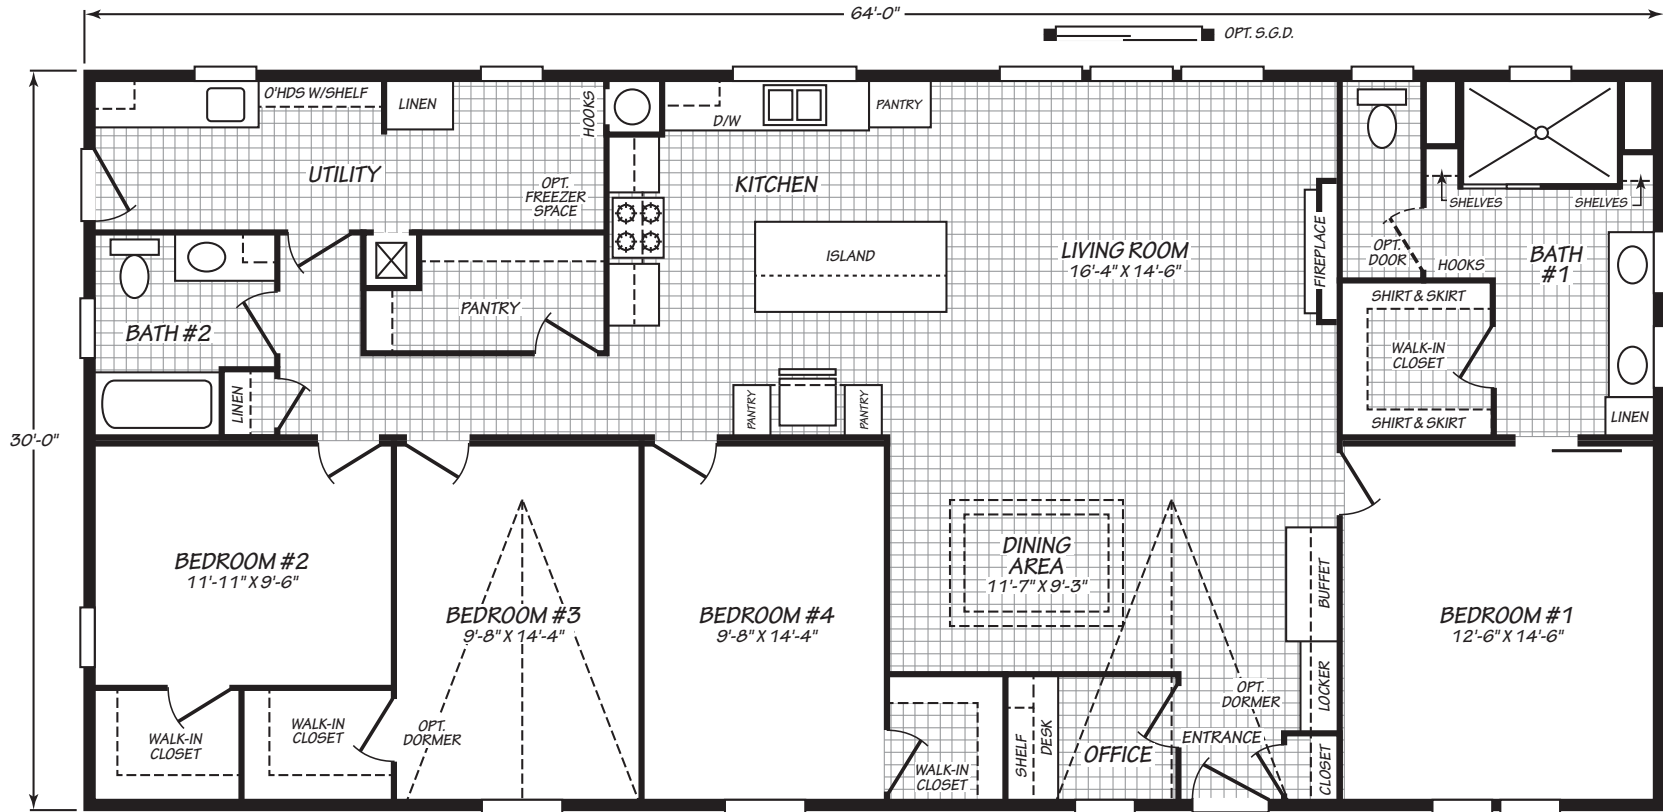 64'-0"
OPT. S.G.D.
O'HDS W/SHELF
LINEN
HOOKS
D/W
PANTRY
UTILITY
OPT.
FREEZER
SPACE
KITCHEN
SHELVES
SHELVES
ISLAND
LIVING ROOM
16'-4" X 14'-6"
FIREPLACE
OPT.
DOOR
HOOKS
BATH
#1
SHIRT & SKIRT
PANTRY
BATH #2
WALK-IN
CLOSET
LINEN
PANTRY
PANTRY
SHIRT & SKIRT
LINEN
30'-0"
BEDROOM #2
11'-11" X 9'-6"
DINING
AREA
11'-7" X 9'-3"
BUFFET
BEDROOM #3
9'-8" X 14'-4"
BEDROOM #4
9'-8" X 14'-4"
BEDROOM #1
12'-6" X 14'-6"
WALK-IN
CLOSET
WALK-IN
CLOSET
OPT.
DORMER
OPT.
DORMER
LOCKER
ENTRANCE
WALK-IN
CLOSET
SHELF
DESK
OFFICE
CLOSET